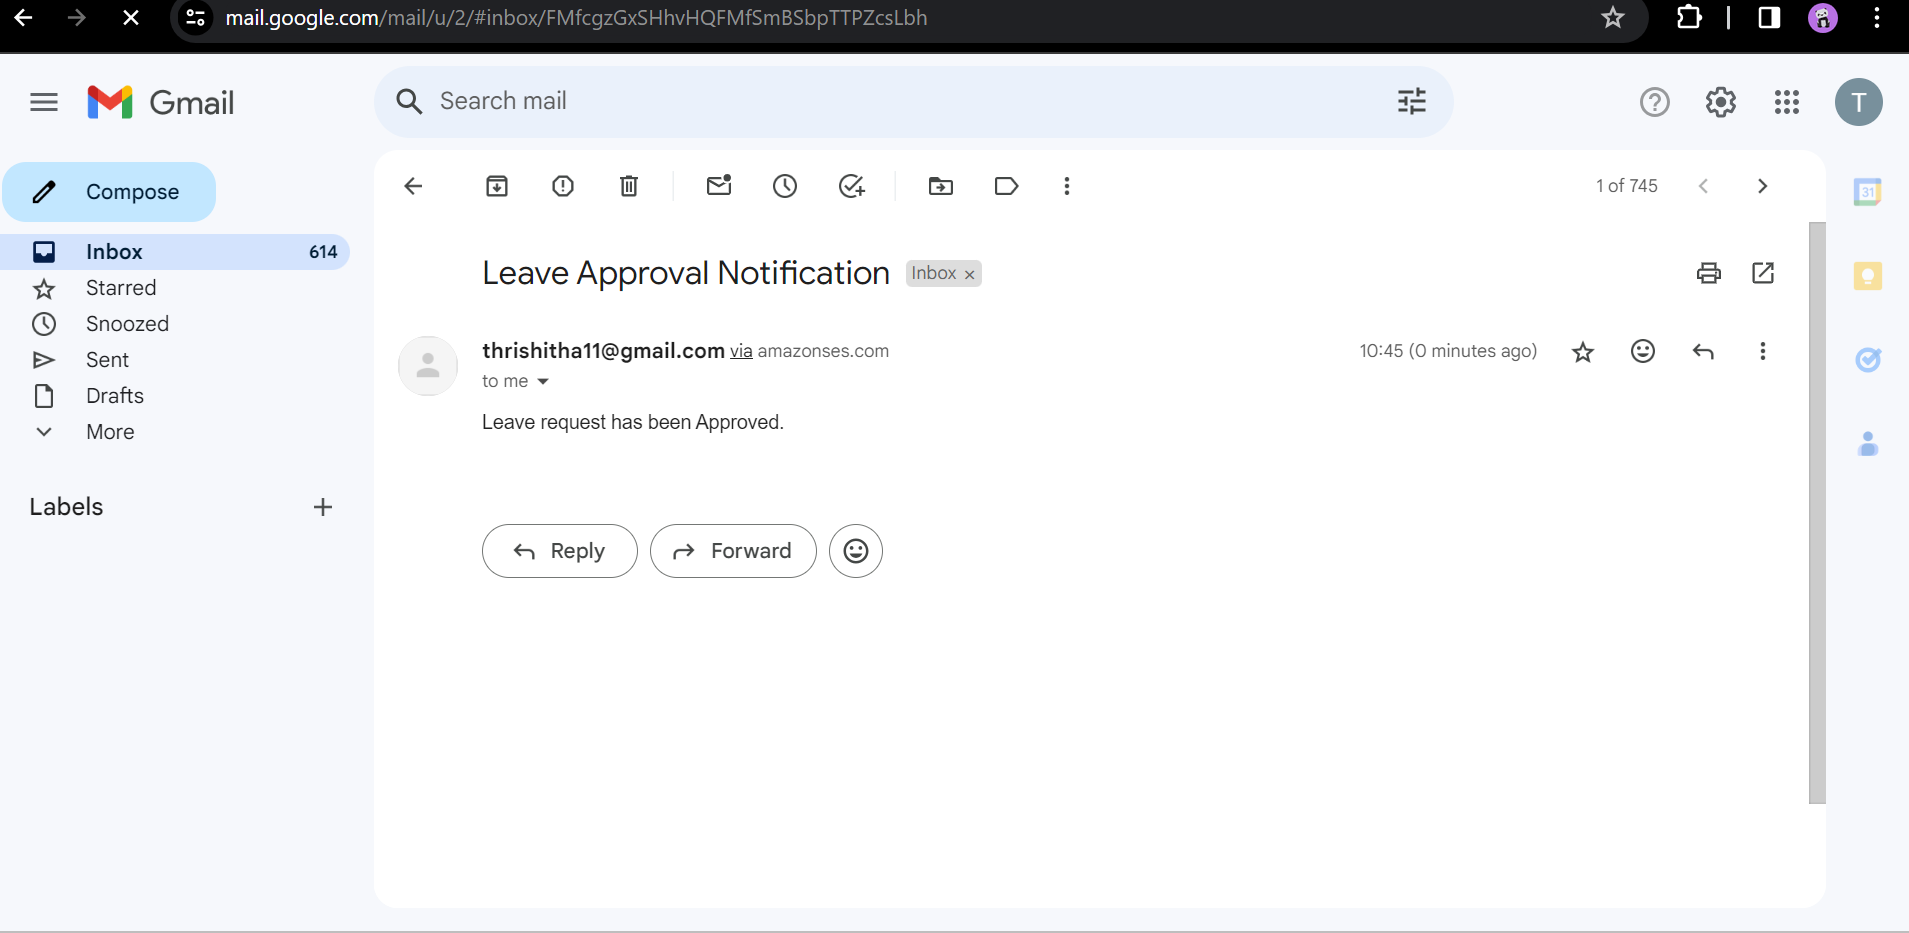 mail.google.com/mail/u/2/#inbox/FMfcgzGxSHhvHQFMfSmBSbpTTPZcsLbh
Gmail
Search mail
T
Compose
1 of 745
31
Inbox 614
Leave Approval Notification Inbox ×
Starred
Snoozed
thrishitha11@gmail.com via amazonses.com 10:45 (0 minutes ago)
Sent
to me
Drafts
Leave request has been Approved.
More
Labels
Reply Forward